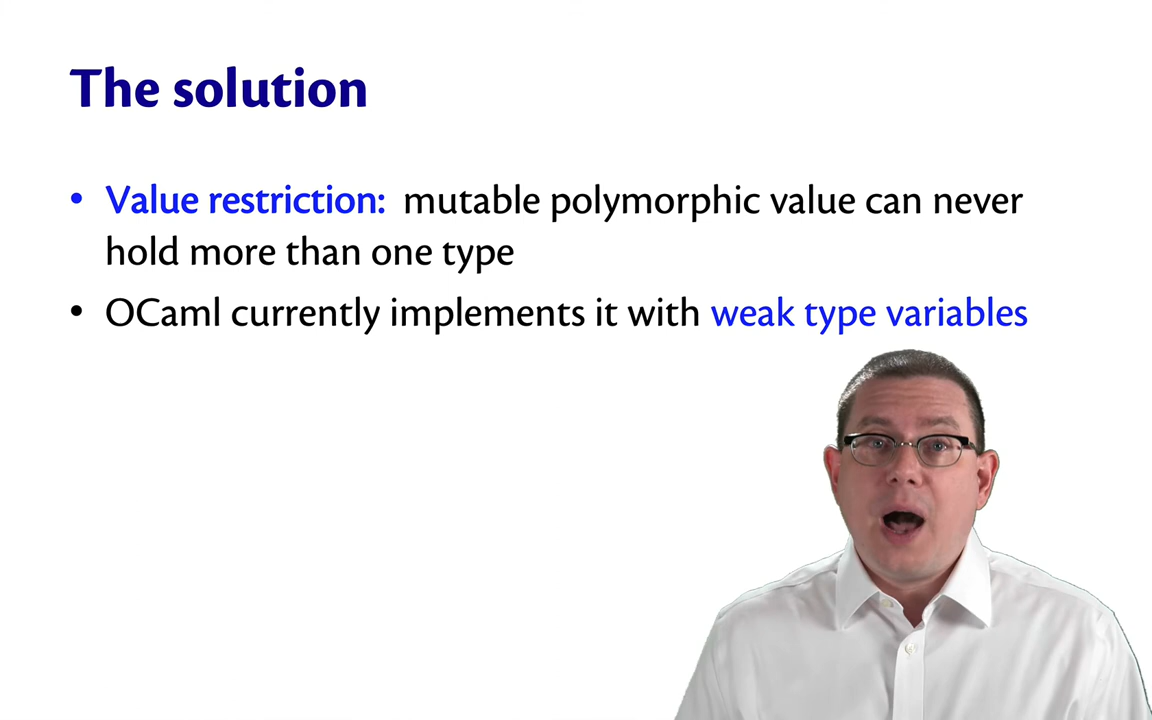 The solution
• Value restriction: mutable polymorphic value can never
hold more than one type
• OCaml currently implements it with weak type variables